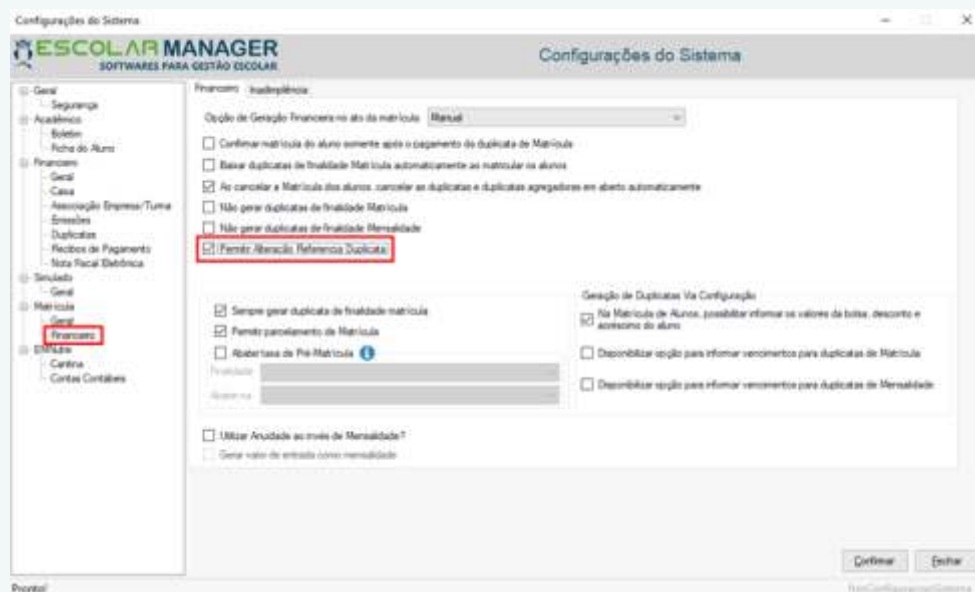 Configurações do Sistema
ESCOLAR MANAGER
SOFTWARES PARA GESTÃO ESCOLAR
Configurações do Sistema
Geral
Segurança
Acadêmico
Boletim
Ficha do Aluno
Financeiro
Geral
Caixa
Associação Empresa/Turma
Emissões
Duplicatas
Recibos de Pagamento
Nota Fiscal Eletrônica
Simulado
Geral
Matrícula
Geral
Financeiro
EMNutre
Cantina
Contas Contábeis
Financeiro Inadimplência
Opção de Geração Financeira no ato da matrícula Manual
Confirmar matrícula do aluno somente após o pagamento da duplicata de Matrícula
Baixar duplicatas de finalidade Matrícula automaticamente ao matricular os alunos
Ao cancelar a Matrícula dos alunos, cancelar as duplicatas e duplicatas agregadoras em aberto automaticamente
Não gerar duplicatas de finalidade Matrícula
Não gerar duplicatas de finalidade Mensalidade
Permitir Alteração Referencia Duplicata
Sempre gerar duplicata de finalidade matrícula
Permitir parcelamento da Matrícula
Abater taxa de Pré-Matrícula
Finalidade
Abater na
Geração de Duplicatas Via Configuração
Na Matrícula de Alunos, possibilitar informar os valores da bolsa, desconto e
acréscimo do aluno
Disponibilizar opção para informar vencimentos para duplicatas de Matrícula
Disponibilizar opção para informar vencimentos para duplicatas de Mensalidade
Utilizar Anuidade ao invés de Mensalidade?
Gerar valor de entrada como mensalidade
Confirmar Fechar
Pronto!